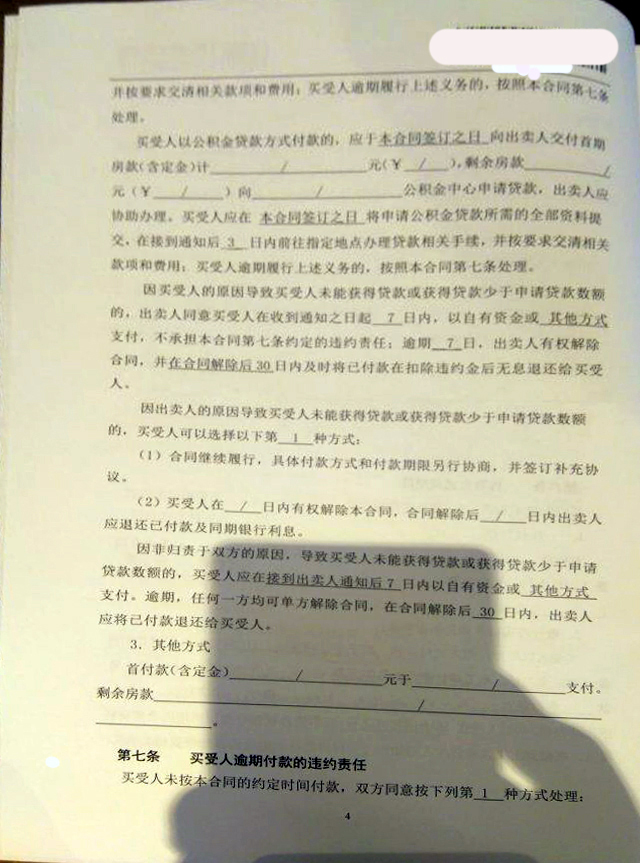 并按要求交清相关款项和费用；买受人逾期履行上述义务的，按照本合同第七条
处理。
买受人以公积金贷款方式付款的，应于本合同签订之日 向出卖人交付首期
房款(含定金)计 / 元(￥ / ),剩余房款 /
元（￥ / ）向 / 公积金中心申请贷款，出卖人应
协助办理。买受人应在 本合同签订之日 将申请公积金贷款所需的全部资料提
交，在接到通知后 3 日内前往指定地点办理贷款相关手续，并按要求交清相关
款项和费用；买受人逾期履行上述义务的，按照本合同第七条处理。
因买受人的原因导致买受人未能获得贷款或获得贷款少于申请贷款数额
的，出卖人同意买受人在收到通知之日起 7 日内，以自有资金或 其他方式
支付，不承担本合同第七条约定的违约责任；逾期 7 日，出卖人有权解除
合同，并在合同解除后 30 日内及时将已付款在扣除违约金后无息退还给买受
人。
因出卖人的原因导致买受人未能获得贷款或获得贷款少于申请贷款数额
的，买受人可以选择以下第 1 种方式：
（1）合同继续履行，具体付款方式和付款期限另行协商，并签订补充协
议。
（2）买受人在 / 日内有权解除本合同，合同解除后 / 日内出卖人
应退还已付款及同期银行利息。
因非归责于双方的原因，导致买受人未能获得贷款或获得贷款少于申请
贷款数额的，买受人应在接到出卖人通知后 7 日内以自有资金或 其他方式
支付。逾期，任何一方均可单方解除合同，在合同解除后 30 日内，出卖人
应将已付款退还给买受人。
3. 其他方式
首付款(含定金) / 元于 / 支付。
剩余房款 /
。
第七条 买受人逾期付款的违约责任
买受人未按本合同的约定时间付款，双方同意按下列第 1 种方式处理：
4